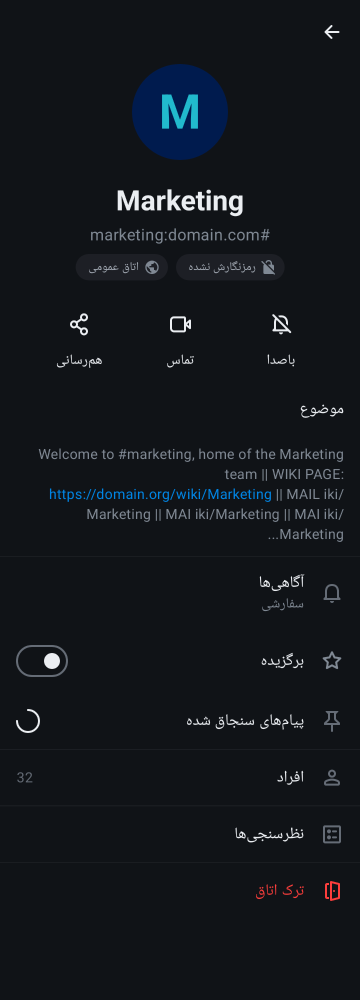 M
Marketing
marketing:domain.com#
رمزنگارش نشده
اتاق عمومی
باصدا
تماس
هم‌رسانی
موضوع
Welcome to #marketing, home of the Marketing
team || WIKI PAGE:
https://domain.org/wiki/Marketing || MAIL iki/
Marketing || MAI iki/Marketing || MAI iki/
...Marketing
آگاهی‌ها
سفارشی
برگزیده
پیام‌های سنجاق شده
افراد
32
نظرسنجی‌ها
ترک اتاق